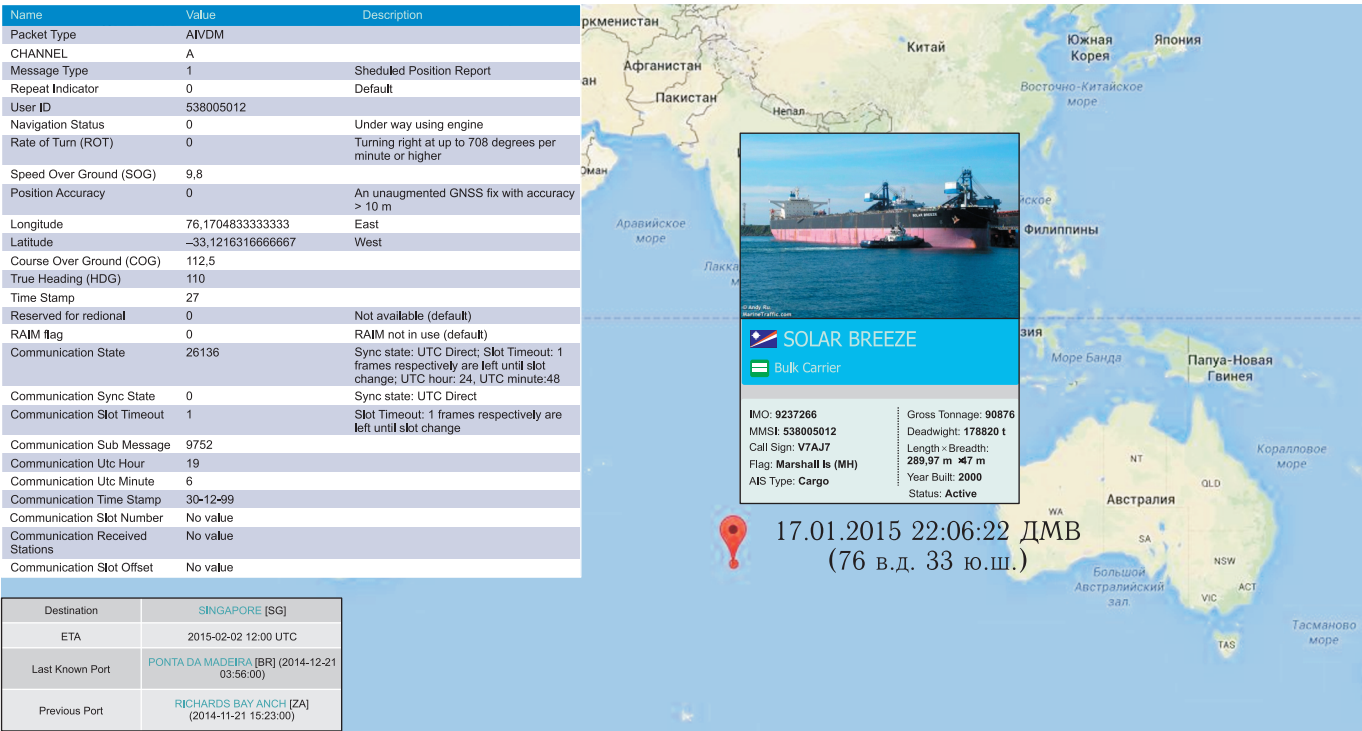 Name Value Description
Packet Type AIVDM
CHANNEL A
Message Type 1 Sheduled Position Report
Repeat Indicator 0 Default
User ID 538005012
Navigation Status 0 Under way using engine
Rate of Turn (ROT) 0 Turning right at up to 708 degrees per
minute or higher
Speed Over Ground (SOG) 9,8
Position Accuracy 0 An unaugmented GNSS fix with accuracy
> 10 m
Longitude 76,1704833333333 East
Latitude –33,1216316666667 West
Course Over Ground (COG) 112,5
True Heading (HDG) 110
Time Stamp 27
Reserved for redional 0 Not available (default)
RAIM flag 0 RAIM not in use (default)
Communication State 26136 Sync state: UTC Direct; Slot Timeout: 1
frames respectively are left until slot
change; UTC hour: 24, UTC minute:48
Communication Sync State 0 Sync state: UTC Direct
Communication Slot Timeout 1 Slot Timeout: 1 frames respectively are
left until slot change
Communication Sub Message 9752
Communication Utc Hour 19
Communication Utc Minute 6
Communication Time Stamp 30-12-99
Communication Slot Number No value
Communication Received
Stations No value
Communication Slot Offset No value
Destination SINGAPORE [SG]
ETA 2015-02-02 12:00 UTC
Last Known Port PONTA DA MADEIRA [BR] (2014-12-21
03:56:00)
Previous Port RICHARDS BAY ANCH [ZA]
(2014-11-21 15:23:00)
ркменистан
Афганистан
ан
Пакистан
Непал
Китай
Южная
Корея
Япония
Восточно-Китайское
море
Оман
Аравийское
море
Лакка
м
йское
Филиппины
зия
Море Банда
Папуа-Новая
Гвинея
Коралловое
море
SOLAR BREEZE
© Andy Ru
MarineTraffic.com
SOLAR BREEZE
Bulk Carrier
IMO: 9237266
MMSI: 538005012
Call Sign: V7AJ7
Flag: Marshall Is (MH)
AIS Type: Cargo
Gross Tonnage: 90876
Deadwight: 178820 t
Length × Breadth:
289,97 m × 47 m
Year Built: 2000
Status: Active
17.01.2015 22:06:22 ДМВ
(76 в.д. 33 ю.ш.)
NT
QLD
Австралия
WA
SA
NSW
ACT
VIC
Большой
Австралийский
зал.
TAS
Тасманово
море